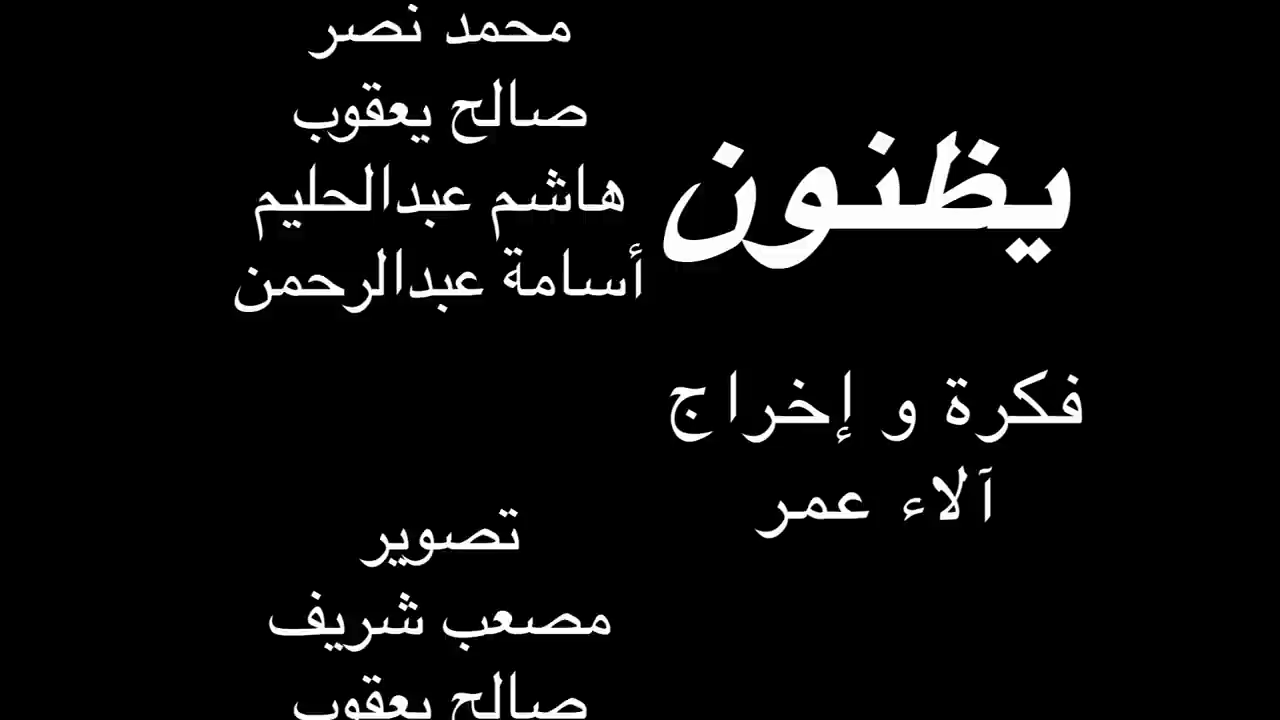 يظنون
فكرة و إخراج
آلاء عمر
محمد نصر
صالح يعقوب
هاشم عبدالحليم
أسامة عبدالرحمن
تصوير
مصعب شريف
صالح يعقوب